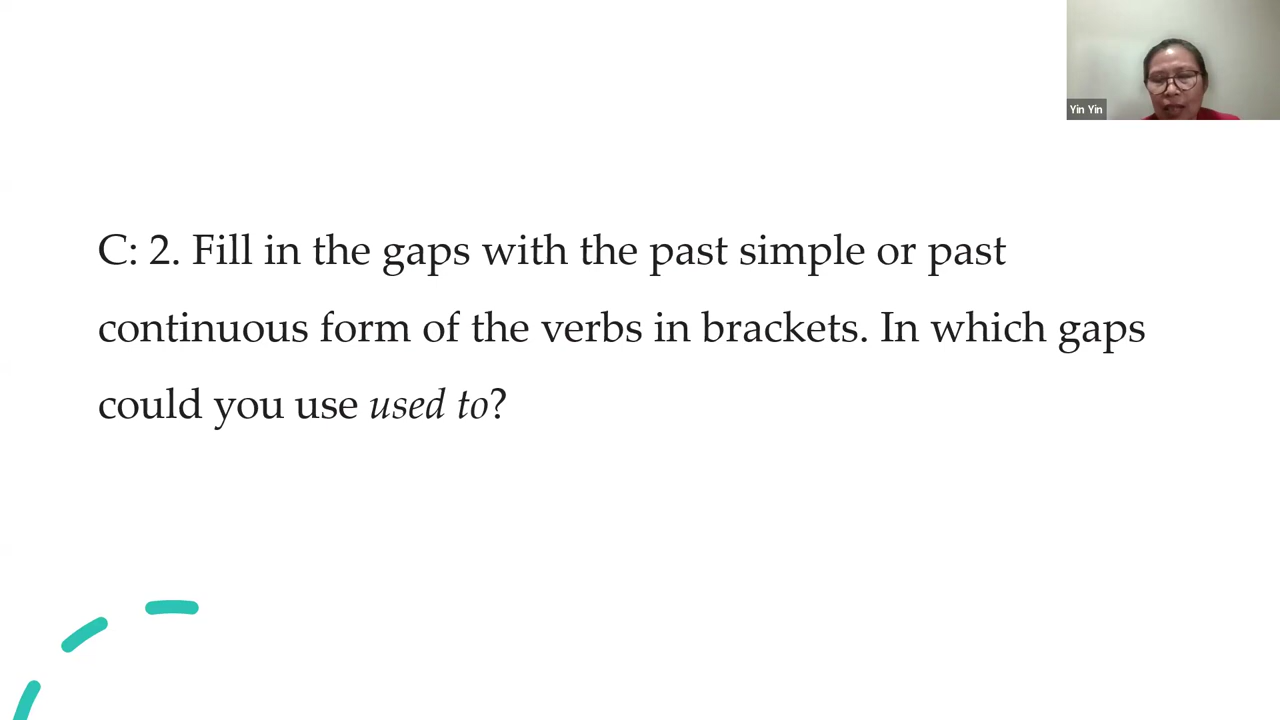 Yin Yin
C: 2. Fill in the gaps with the past simple or past
continuous form of the verbs in brackets. In which gaps
could you use used to?